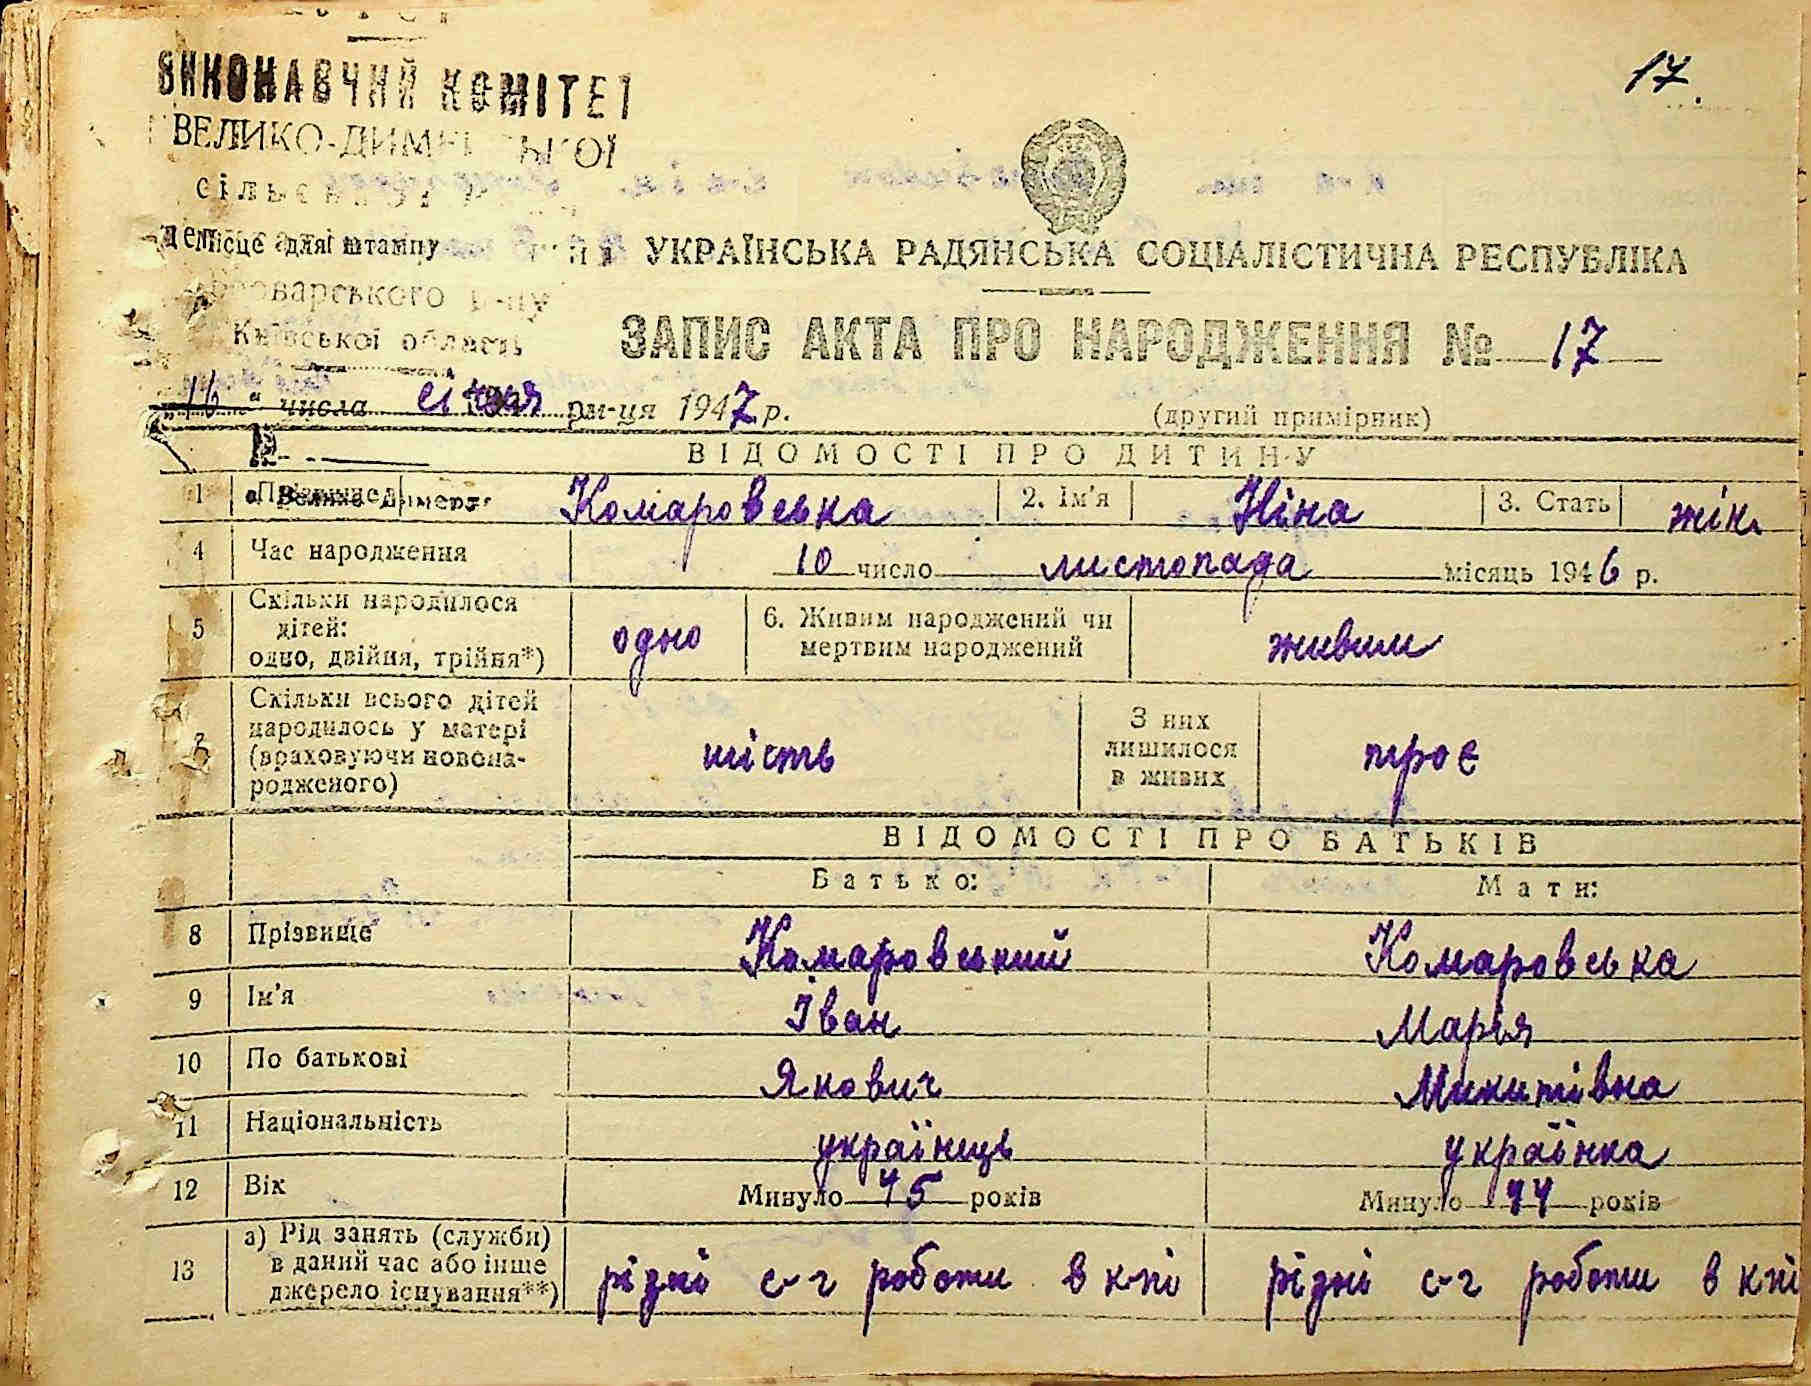 17.
ВИКОНАВЧИЙ КОМІТЕТ
ВЕЛИКО-ДИМЕРСЬКОЇ
сільської
Місце для штампу
Броварського р-ну
Київської області
УКРАЇНСЬКА РАДЯНСЬКА СОЦІАЛІСТИЧНА РЕСПУБЛІКА
ЗАПИС АКТА ПРО НАРОДЖЕННЯ № 17
"16" числа січня м-ця 1947 р.
(другий примірник)
ВІДОМОСТІ ПРО ДИТИНУ
1 Прізвище Комаровська 2. Ім'я Ніна 3. Стать жін.
4 Час народження 10 число листопада місяць 1946 р.
5 Скільки народилося дітей: одно, двійня, трійня*) одно 6. Живим народжений чи мертвим народжений живим
7 Скільки всього дітей народилось у матері (враховуючи новонародженого) шість З них лишилося в живих троє
ВІДОМОСТІ ПРО БАТЬКІВ
Батько: Мати:
8 Прізвище Комаровський Комаровська
9 Ім'я Іван Марія
10 По батькові Якович Микитівна
11 Національність українець українка
12 Вік Минуло 45 років Минуло 44 років
13 а) Рід занять (служби) в даний час або інше джерело існування**) різні с-г роботи в к-пі різні с-г роботи в к-пі